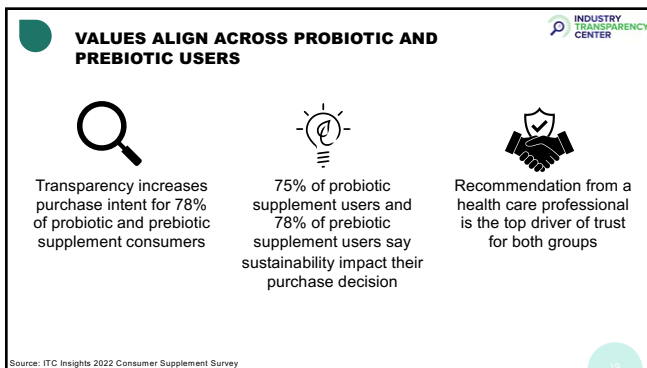 VALUES ALIGN ACROSS PROBIOTIC AND
PREBIOTIC USERS
INDUSTRY
TRANSPARENCY
CENTER
Transparency increases
purchase intent for 78%
of probiotic and prebiotic
supplement consumers
75% of probiotic
supplement users and
78% of prebiotic
supplement users say
sustainability impact their
purchase decision
Recommendation from a
health care professional
is the top driver of trust
for both groups
Source: ITC Insights 2022 Consumer Supplement Survey